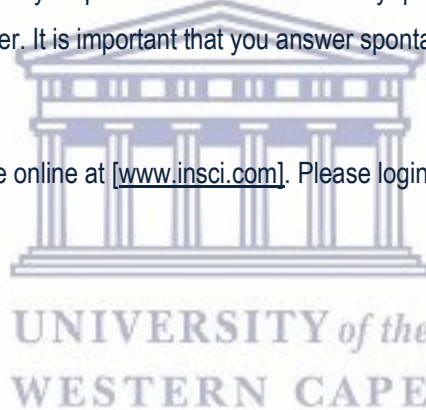 er. It is important that you answer sponta
e online at [www.insci.com]. Please login
UNIVERSITY of the
WESTERN CAPE